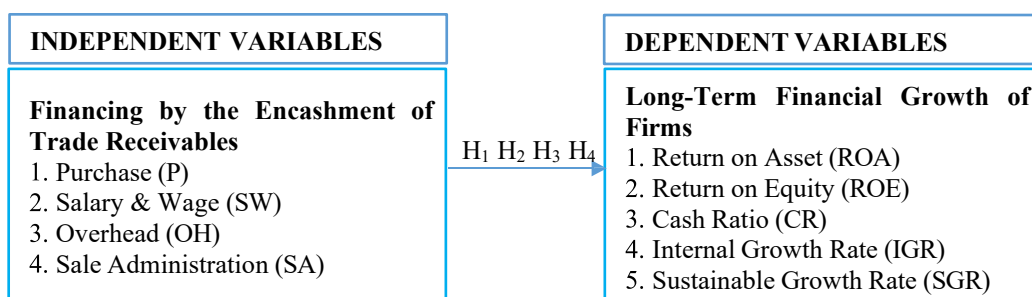 INDEPENDENT VARIABLES
Financing by the Encashment of
Trade Receivables
1. Purchase (P)
2. Salary & Wage (SW)
3. Overhead (OH)
4. Sale Administration (SA)
H₁ H₂ H₃ H₄
DEPENDENT VARIABLES
Long-Term Financial Growth of
Firms
1. Return on Asset (ROA)
2. Return on Equity (ROE)
3. Cash Ratio (CR)
4. Internal Growth Rate (IGR)
5. Sustainable Growth Rate (SGR)